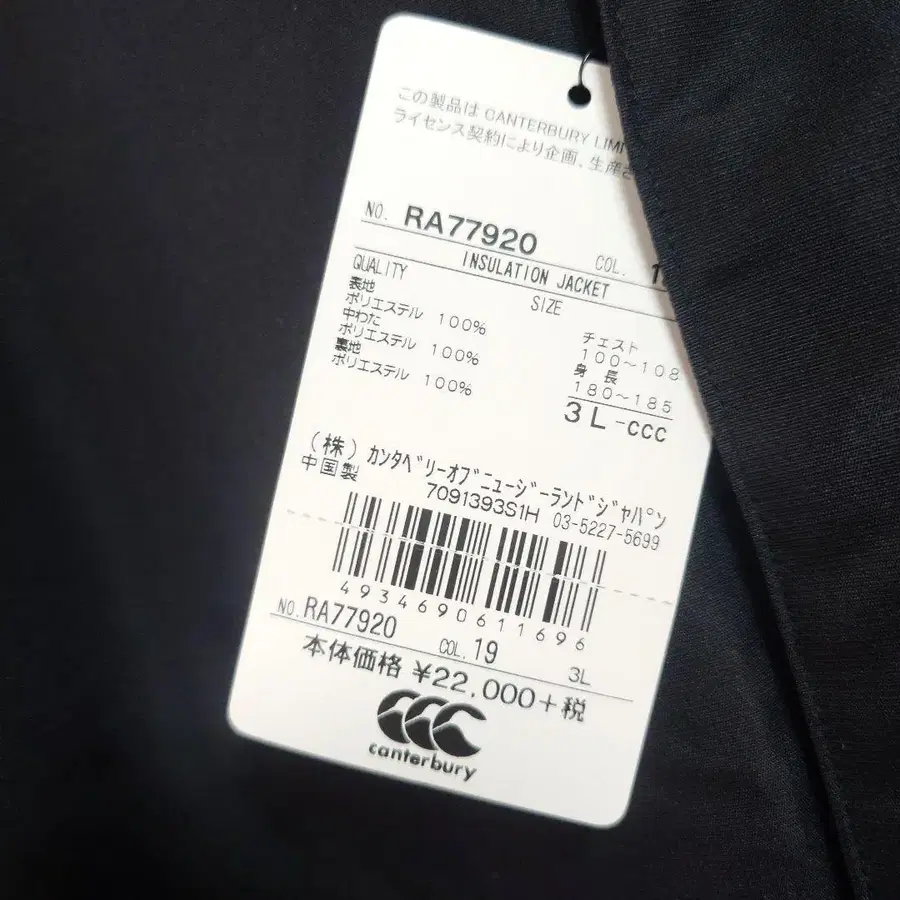 この製品は CANTERBURY LIMI
ライセンス契約により企画、生産さ
NO. RA77920 COL. 1
INSULATION JACKET
QUALITY SIZE
表地
ポリエステル 100%
中わた
ポリエステル 100%
裏地
ポリエステル 100%
チェスト
100～108
身長
180～185
3L-CCC
(株) カンタベリーオブニュージーランドジャパン
中国製 7091393S1H 03-5227-5699
4934690611696
NO. RA77920 COL. 19 3L
本体価格 ¥22,000+税
canterbury